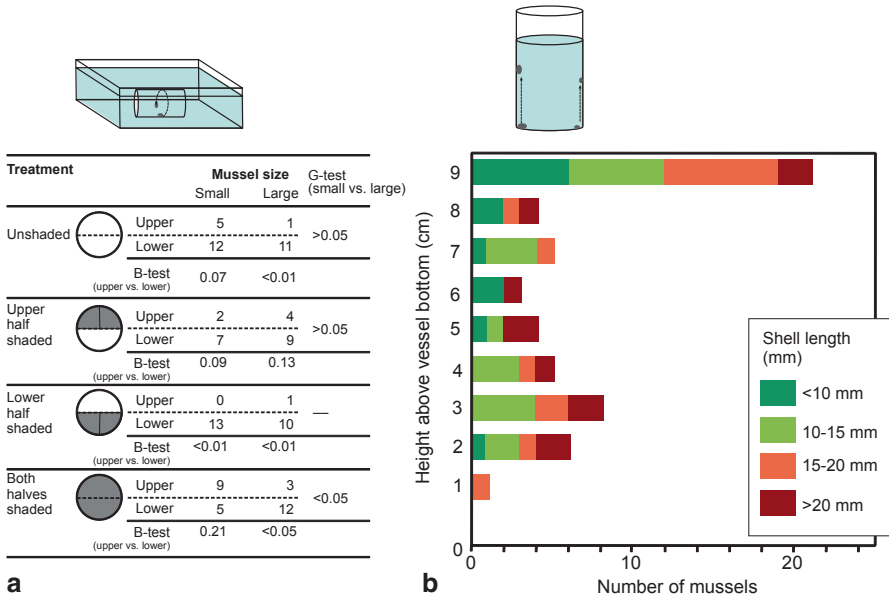 Treatment Mussel size G-test
Small Large (small vs. large)
Unshaded Upper 5 1 >0.05
Lower 12 11
B-test 0.07 <0.01
(upper vs. lower)
Upper half shaded Upper 2 4 >0.05
Lower 7 9
B-test 0.09 0.13
(upper vs. lower)
Lower half shaded Upper 0 1 —
Lower 13 10
B-test <0.01 <0.01
(upper vs. lower)
Both halves shaded Upper 9 3 <0.05
Lower 5 12
B-test 0.21 <0.05
(upper vs. lower)
a
Height above vessel bottom (cm)
9
8
7
6
5
4
3
2
1
0
0 10 20
Number of mussels
Shell length
(mm)
<10 mm
10-15 mm
15-20 mm
>20 mm
b